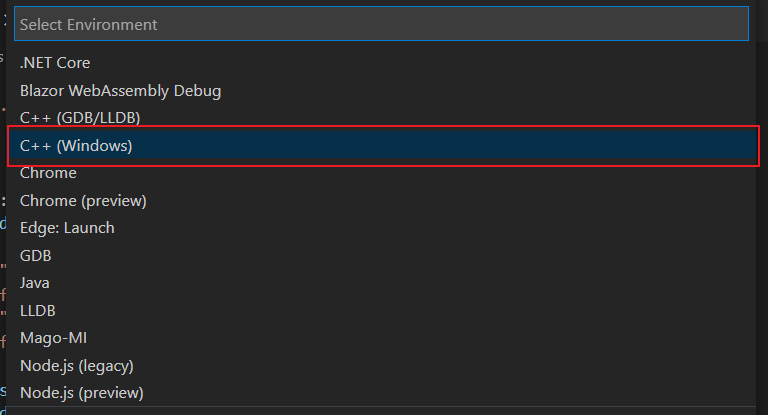 Select Environment
.NET Core
Blazor WebAssembly Debug
C++ (GDB/LLDB)
C++ (Windows)
Chrome
Chrome (preview)
Edge: Launch
GDB
Java
LLDB
Mago-MI
Node.js (legacy)
Node.js (preview)